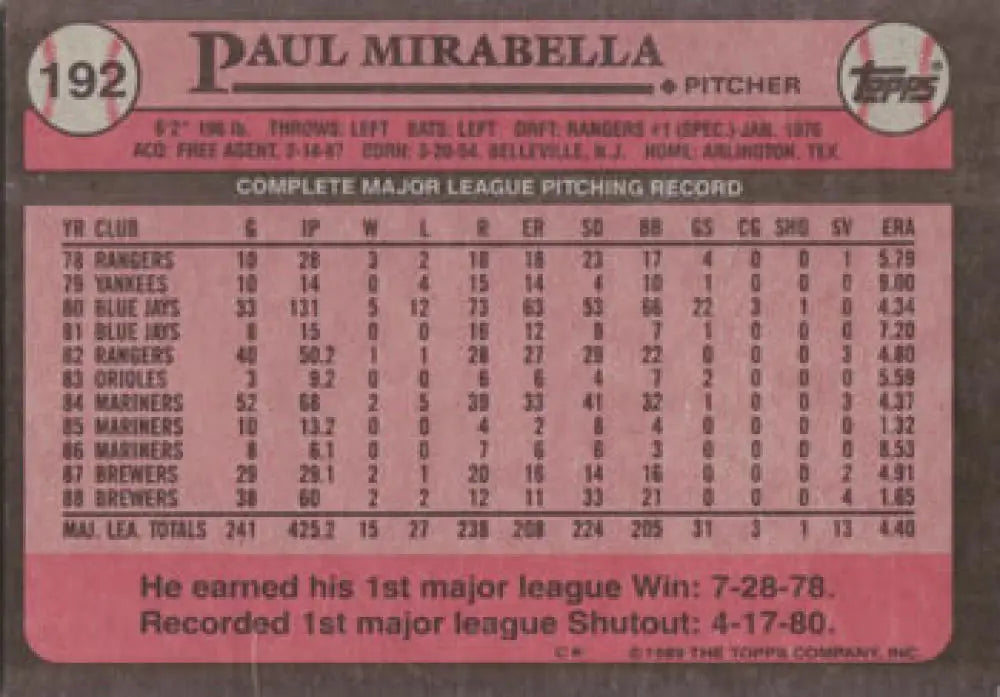 192
PAUL MIRABELLA
PITCHER
TOPPS
6'2" 196 lb. THROWS: LEFT BATS: LEFT DRFT: RANGERS #1 (SPEC.)-JAN. 1976
ACQ: FREE AGENT, 2-14-87 BORN: 3-20-54, BELLEVILLE, N.J. HOME: ARLINGTON, TEX.
COMPLETE MAJOR LEAGUE PITCHING RECORD
YR CLUB G IP W L R ER SO BB GS CG SHO SV ERA
78 RANGERS 10 28 3 2 18 18 23 17 4 0 0 1 5.79
79 YANKEES 10 14 0 4 15 14 4 10 1 0 0 0 9.00
80 BLUE JAYS 33 131 5 12 73 63 53 66 22 3 1 0 4.34
81 BLUE JAYS 8 15 0 0 16 12 9 7 1 0 0 0 7.20
82 RANGERS 40 50.2 1 1 28 27 29 22 0 0 0 3 4.80
83 ORIOLES 3 9.2 0 0 6 6 4 7 2 0 0 0 5.59
84 MARINERS 52 68 2 5 39 33 41 32 1 0 0 3 4.37
85 MARINERS 10 13.2 0 0 4 2 8 4 0 0 0 0 1.32
86 MARINERS 8 6.1 0 0 7 6 6 3 0 0 0 0 8.53
87 BREWERS 29 29.1 2 1 20 16 14 16 0 0 0 2 4.91
88 BREWERS 38 60 2 2 12 11 33 21 0 0 0 4 1.65
MAJ. LEA. TOTALS 241 425.2 15 27 238 208 224 205 31 3 1 13 4.40
He earned his 1st major league Win: 7-28-78.
Recorded 1st major league Shutout: 4-17-80.
© 1989 THE TOPPS COMPANY, INC.